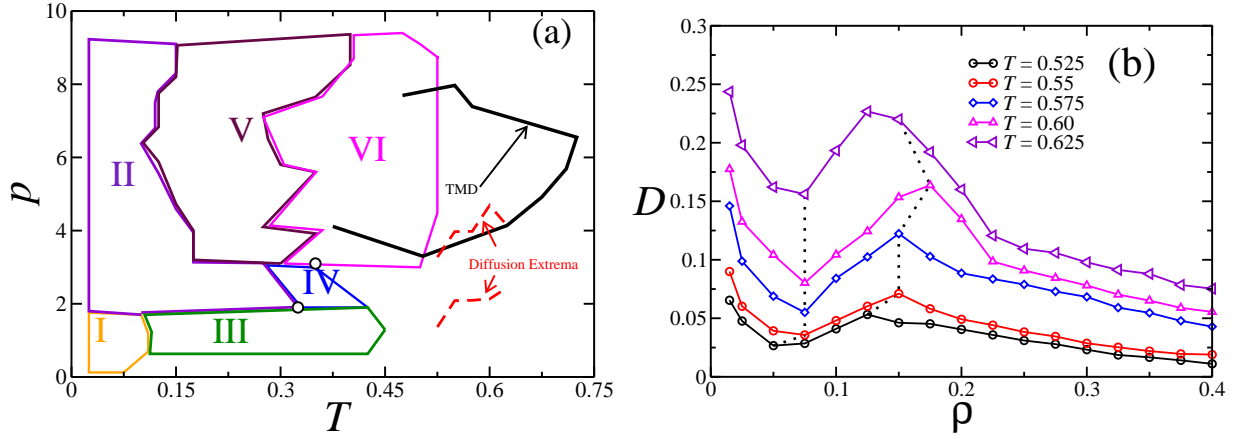 (a)
10
8
6
4
2
0
p
0
0.15
0.3
0.45
0.6
0.75
T
I
II
III
IV
V
VI
TMD
Diffusion Extrema
(b)
0.3
0.25
0.2
0.15
0.1
0.05
0
D
0
0.1
0.2
0.3
0.4
ρ
T = 0.525
T = 0.55
T = 0.575
T = 0.60
T = 0.625